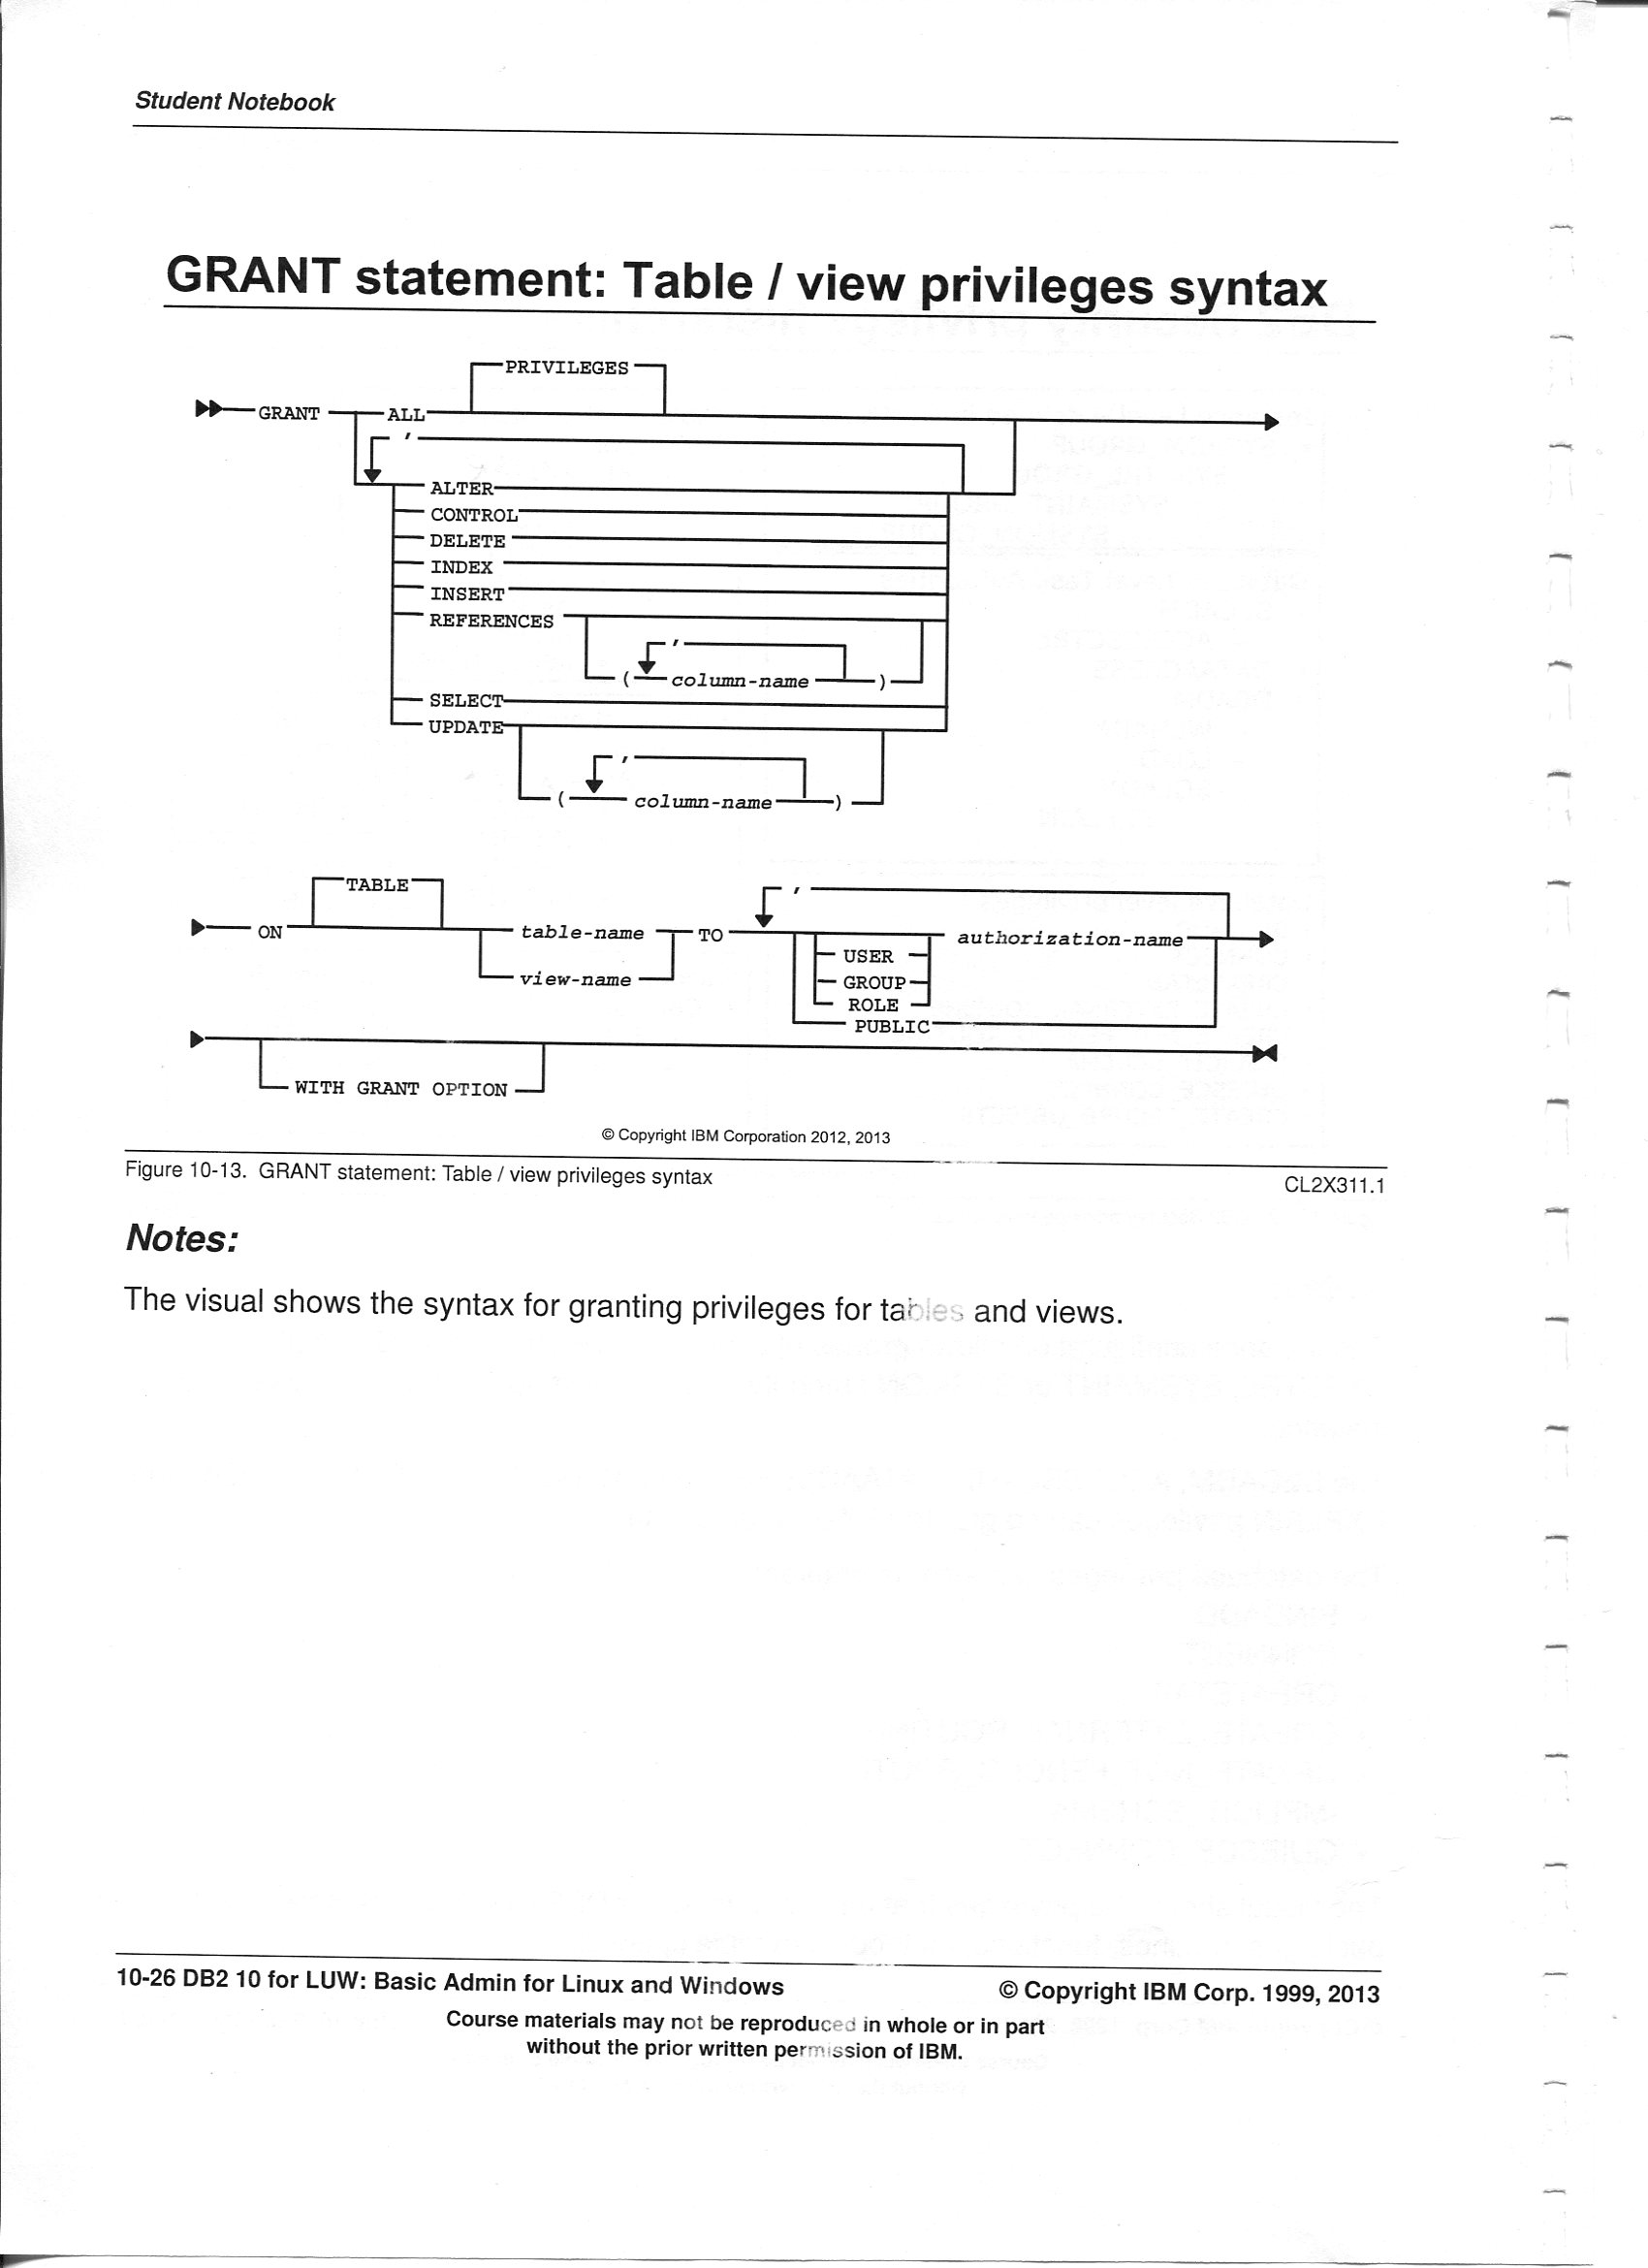 Student Notebook
GRANT statement: Table / view privileges syntax
PRIVILEGES
GRANT ALL
,
ALTER
CONTROL
DELETE
INDEX
INSERT
REFERENCES
,
( column-name )
SELECT
UPDATE
,
( column-name )
TABLE
,
ON table-name TO authorization-name
USER
view-name GROUP
ROLE
PUBLIC
WITH GRANT OPTION
© Copyright IBM Corporation 2012, 2013
Figure 10-13. GRANT statement: Table / view privileges syntax CL2X311.1
Notes:
The visual shows the syntax for granting privileges for tables and views.
10-26 DB2 10 for LUW: Basic Admin for Linux and Windows © Copyright IBM Corp. 1999, 2013
Course materials may not be reproduced in whole or in part
without the prior written permission of IBM.